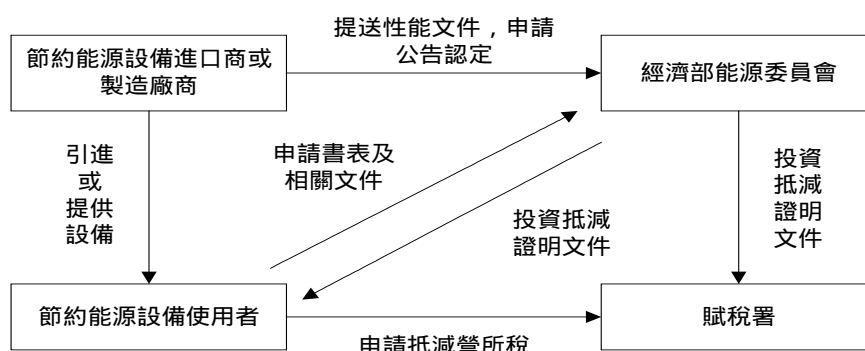 提送性能文件，申請
公告認定
節約能源設備進口商或
製造廠商
經濟部能源委員會
引進
或
提供
設備
申請書表及
相關文件
投資抵減
證明文件
投資
抵減
證明
文件
節約能源設備使用者
賦稅署
申請抵減營所稅